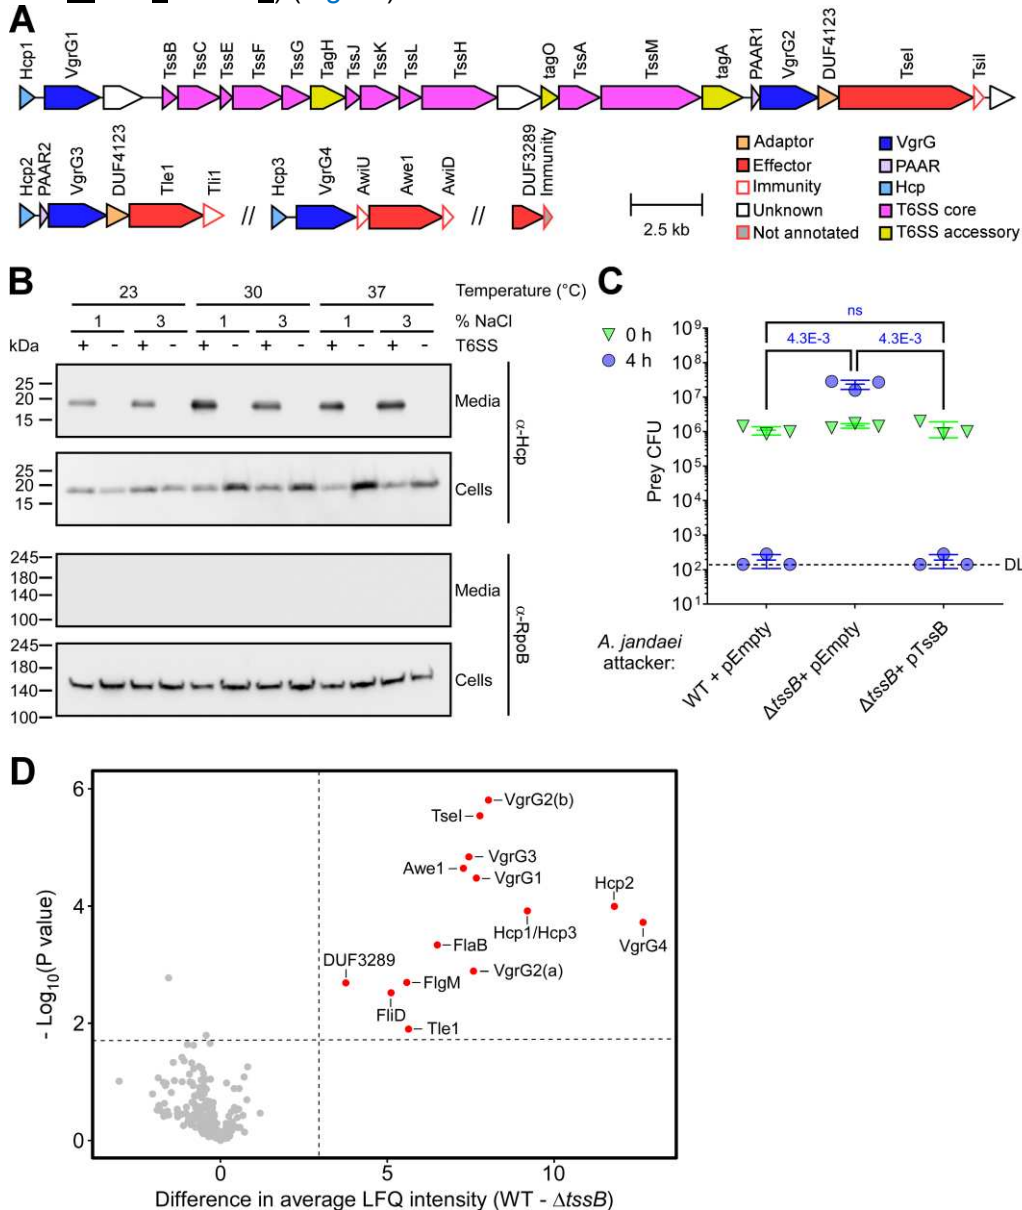 A
Hcp1 VgrG1 TssB TssC TssE TssF TssG TagH TssJ TssK TssL TssH tagO TssA TssM tagA PAAR1 VgrG2 DUF4123 TseI TsiI
Hcp2 PAAR2 VgrG3 DUF4123 Tle1 Tli1 // Hcp3 VgrG4 AwiU Awe1 AwiD // DUF3289 Immunity
2.5 kb
Adaptor
Effector
Immunity
Unknown
Not annotated
VgrG
PAAR
Hcp
T6SS core
T6SS accessory
B
23 30 37 Temperature (°C)
1 3 1 3 1 3 % NaCl
kDa + - + - + - + - + - + - T6SS
25
20
15
Media
25
20
15
Cells
α-Hcp
245
180
140
100
Media
245
180
140
100
Cells
α-RpoB
C
0 h
4 h
ns
4.3E-3 4.3E-3
Prey CFU
10⁹
10⁸
10⁷
10⁶
10⁵
10⁴
10³
10²
10¹
DL
A. jandaei
attacker:
WT + pEmpty
ΔtssB+ pEmpty
ΔtssB+ pTssB
D
- Log₁₀(P value)
6
4
2
0
VgrG2(b)
TseI
VgrG3
Awe1
VgrG1
Hcp2
Hcp1/Hcp3
VgrG4
FlaB
DUF3289
VgrG2(a)
FlgM
FliD
Tle1
0 5 10
Difference in average LFQ intensity (WT - ΔtssB)